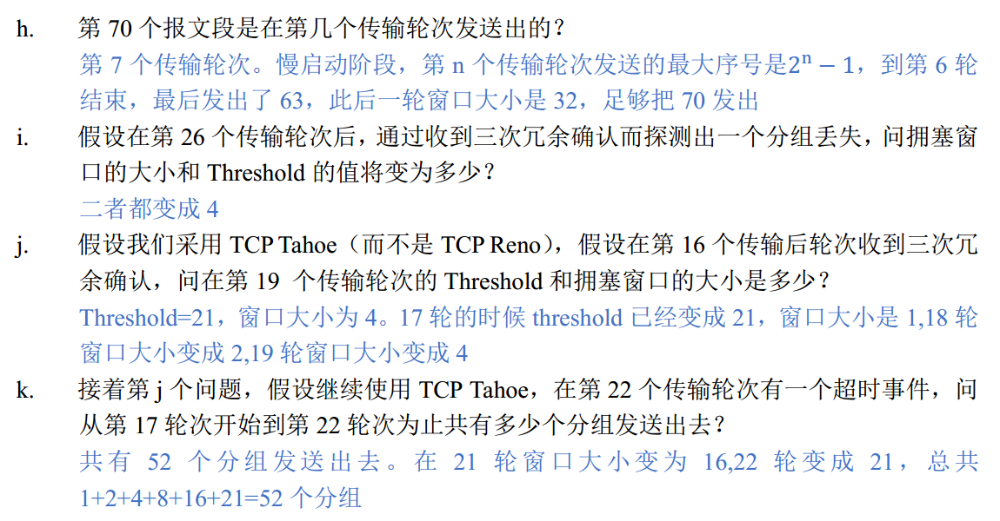 h. 第 70 个报文段是在第几个传输轮次发送出的？
第 7 个传输轮次。慢启动阶段，第 n 个传输轮次发送的最大序号是2ⁿ − 1，到第 6 轮
结束，最后发出了 63，此后一轮窗口大小是 32，足够把 70 发出
i. 假设在第 26 个传输轮次后，通过收到三次冗余确认而探测出一个分组丢失，问拥塞窗
口的大小和 Threshold 的值将变为多少？
二者都变成 4
j. 假设我们采用 TCP Tahoe（而不是 TCP Reno），假设在第 16 个传输后轮次收到三次冗
余确认，问在第 19 个传输轮次的 Threshold 和拥塞窗口的大小是多少？
Threshold=21，窗口大小为 4。17 轮的时候 threshold 已经变成 21，窗口大小是 1,18 轮
窗口大小变成 2,19 轮窗口大小变成 4
k. 接着第 j 个问题，假设继续使用 TCP Tahoe，在第 22 个传输轮次有一个超时事件，问
从第 17 轮次开始到第 22 轮次为止共有多少个分组发送出去？
共有 52 个分组发送出去。在 21 轮窗口大小变为 16,22 轮变成 21，总共
1+2+4+8+16+21=52 个分组